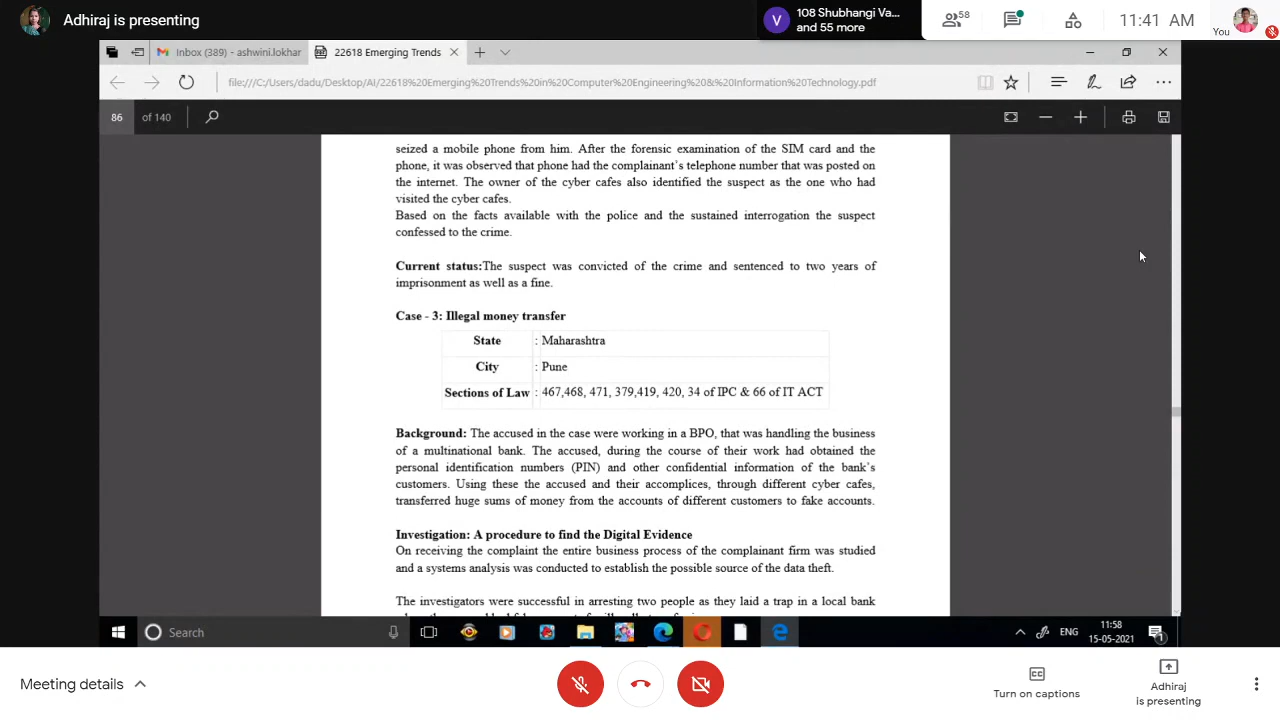 Adhiraj is presenting
V
108 Shubhangi Va...
and 55 more
58
11:41 AM
You
Inbox (389) - ashwini.lokhar
22618 Emerging Trends
file:///C:/Users/dadu/Desktop/AI/22618%20Emerging%20Trends%20in%20Computer%20Engineering%20&%20Information%20Technology.pdf
86 of 140
seized a mobile phone from him. After the forensic examination of the SIM card and the
phone, it was observed that phone had the complainant's telephone number that was posted on
the internet. The owner of the cyber cafes also identified the suspect as the one who had
visited the cyber cafes.
Based on the facts available with the police and the sustained interrogation the suspect
confessed to the crime.
Current status:The suspect was convicted of the crime and sentenced to two years of
imprisonment as well as a fine.
Case - 3: Illegal money transfer
State : Maharashtra
City : Pune
Sections of Law : 467,468, 471, 379,419, 420, 34 of IPC & 66 of IT ACT
Background: The accused in the case were working in a BPO, that was handling the business
of a multinational bank. The accused, during the course of their work had obtained the
personal identification numbers (PIN) and other confidential information of the bank's
customers. Using these the accused and their accomplices, through different cyber cafes,
transferred huge sums of money from the accounts of different customers to fake accounts.
Investigation: A procedure to find the Digital Evidence
On receiving the complaint the entire business process of the complainant firm was studied
and a systems analysis was conducted to establish the possible source of the data theft.
The investigators were successful in arresting two people as they laid a trap in a local bank
Search
ENG
11:58
15-05-2021
1
Meeting details
CC
Turn on captions
Adhiraj
is presenting